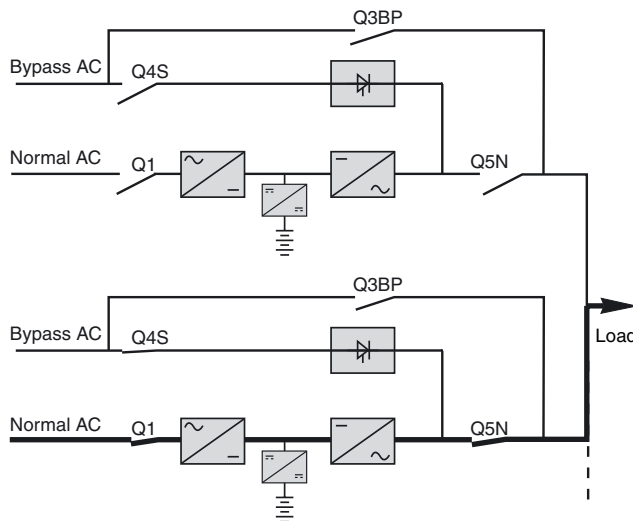 Q3BP
Bypass AC
Q4S
Normal AC
Q1
Q5N
Q3BP
Bypass AC
Q4S
Load
Normal AC
Q1
Q5N